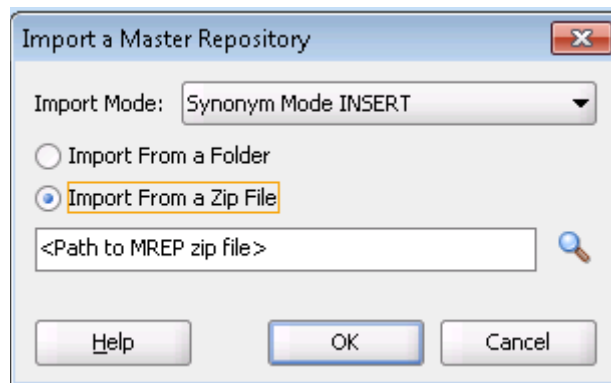 Import a Master Repository
Import Mode: Synonym Mode INSERT
Import From a Folder
Import From a Zip File
<Path to MREP zip file>
Help OK Cancel